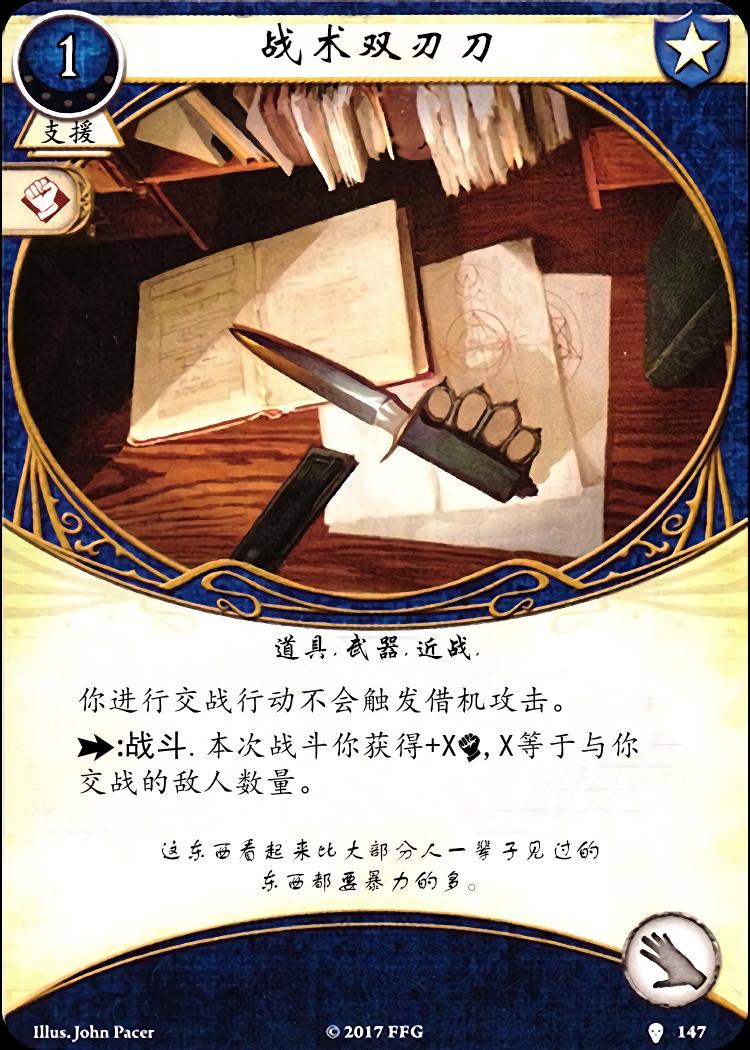 1
战术双刃刀
支援
道具. 武器. 近战.
你进行交战行动不会触发借机攻击。
:战斗. 本次战斗你获得+X, X等于与你
交战的敌人数量。
这东西看起来比大部分人一辈子见过的
东西都要暴力的多。
Illus. John Pacer
© 2017 FFG
147